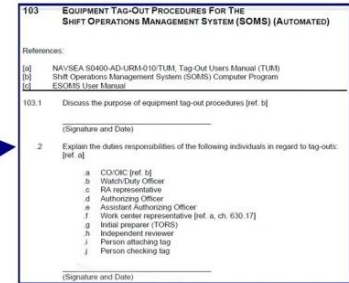 103 EQUIPMENT TAG-OUT PROCEDURES FOR THE
SHIFT OPERATIONS MANAGEMENT SYSTEM (SOMS) (AUTOMATED)
References:
[a] NAVSEA S0400-AD-URM-010/TUM, Tag-Out Users Manual (TUM)
[b] Shift Operations Management System (SOMS) Computer Program
[c] ESOMS User Manual
103.1 Discuss the purpose of equipment tag-out procedures [ref. b]
(Signature and Date)
.2 Explain the duties responsibilities of the following individuals in regard to tag-outs:
[ref. a]
.a CO/OIC [ref. b]
.b Watch/Duty Officer
.c RA representative
.d Authorizing Officer
.e Assistant Authorizing Officer
.f Work center representative [ref. a, ch. 630.17]
.g Initial preparer (TORS)
.h Independent reviewer
.i Person attaching tag
.j Person checking tag
(Signature and Date)